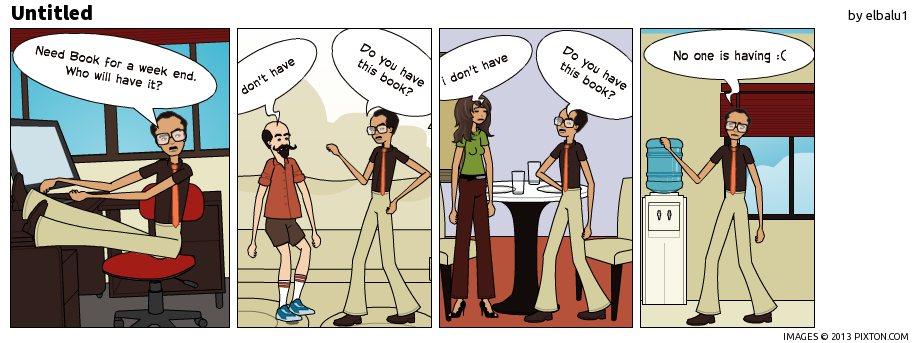 Untitled
by elbalu1
Need Book for a week end.
Who will have it?
don't have
Do you have
this book?
i don't have
Do you have
this book?
No one is having :(
IMAGES © 2013 PIXTON.COM